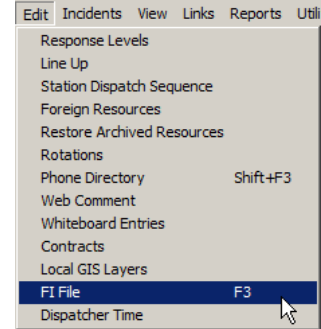 Edit Incidents View Links Reports Utili
Response Levels
Line Up
Station Dispatch Sequence
Foreign Resources
Restore Archived Resources
Rotations
Phone Directory Shift+F3
Web Comment
Whiteboard Entries
Contracts
Local GIS Layers
FI File F3
Dispatcher Time